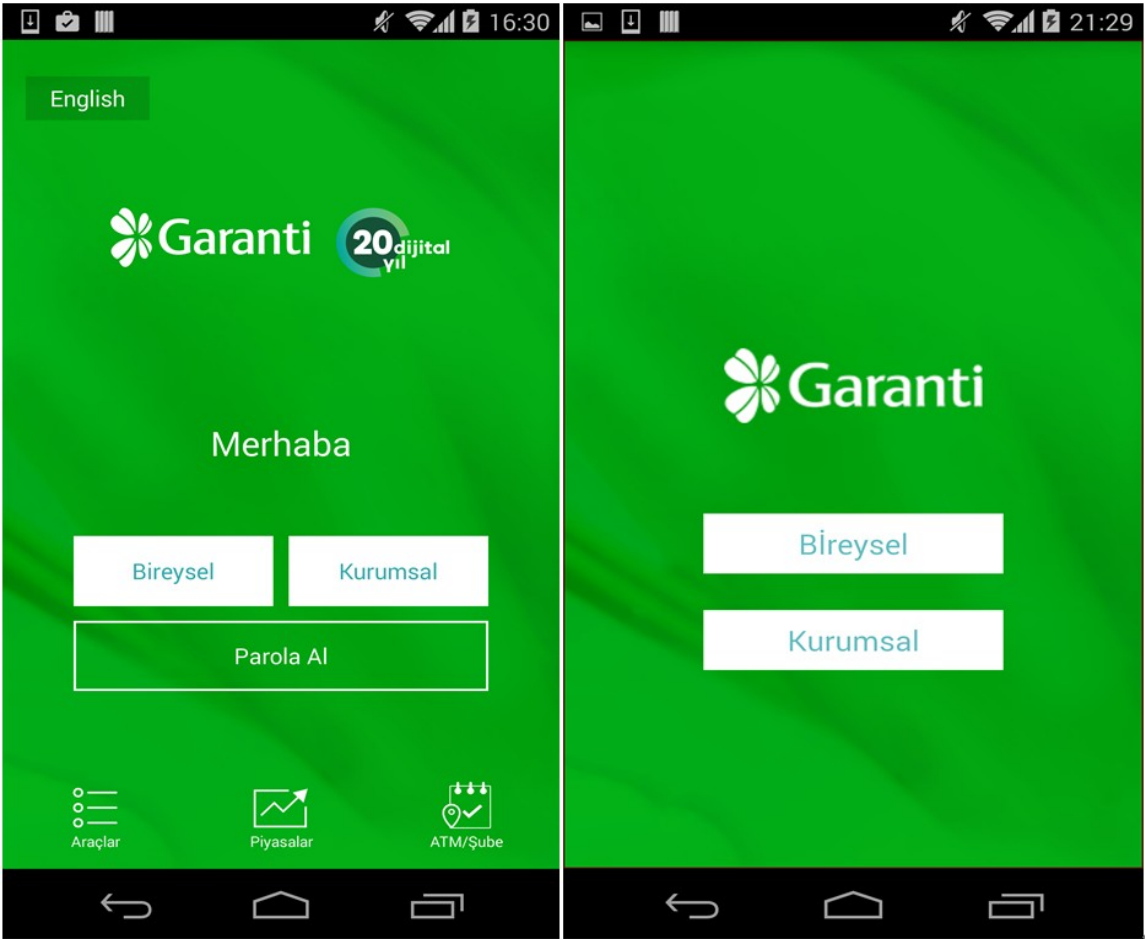 16:30
English
Garanti
20 dijital
yıl
Merhaba
Bireysel
Kurumsal
Parola Al
Araçlar
Piyasalar
ATM/Şube
21:29
Garanti
Bİreysel
Kurumsal